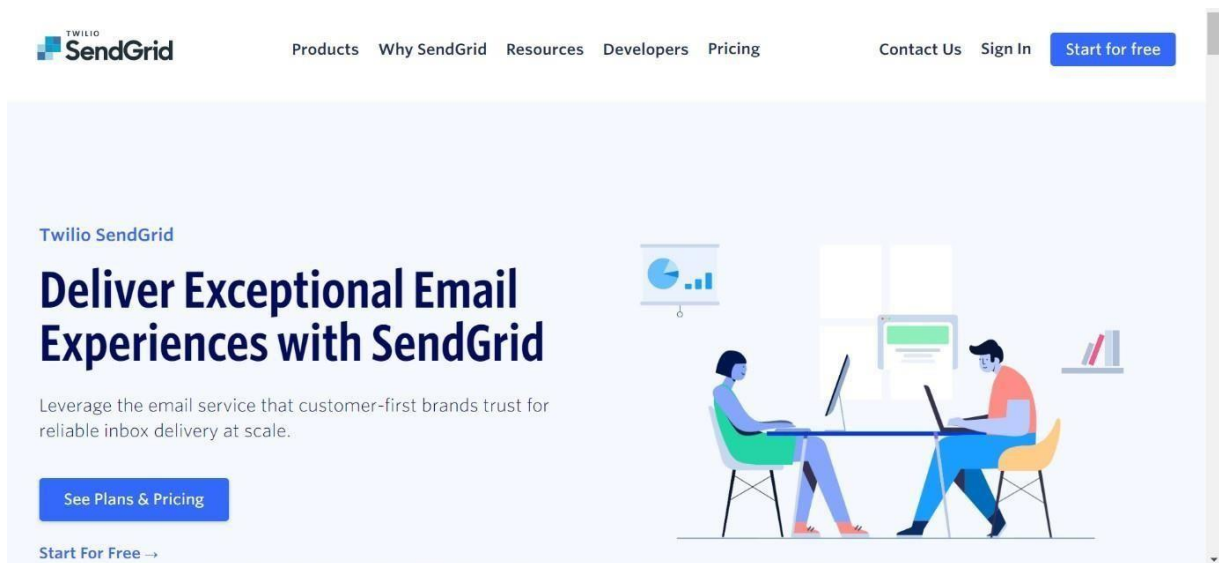 TWILIO
SendGrid
Products Why SendGrid Resources Developers Pricing
Contact Us Sign In Start for free
Twilio SendGrid
Deliver Exceptional Email
Experiences with SendGrid
Leverage the email service that customer-first brands trust for
reliable inbox delivery at scale.
See Plans & Pricing
Start For Free →